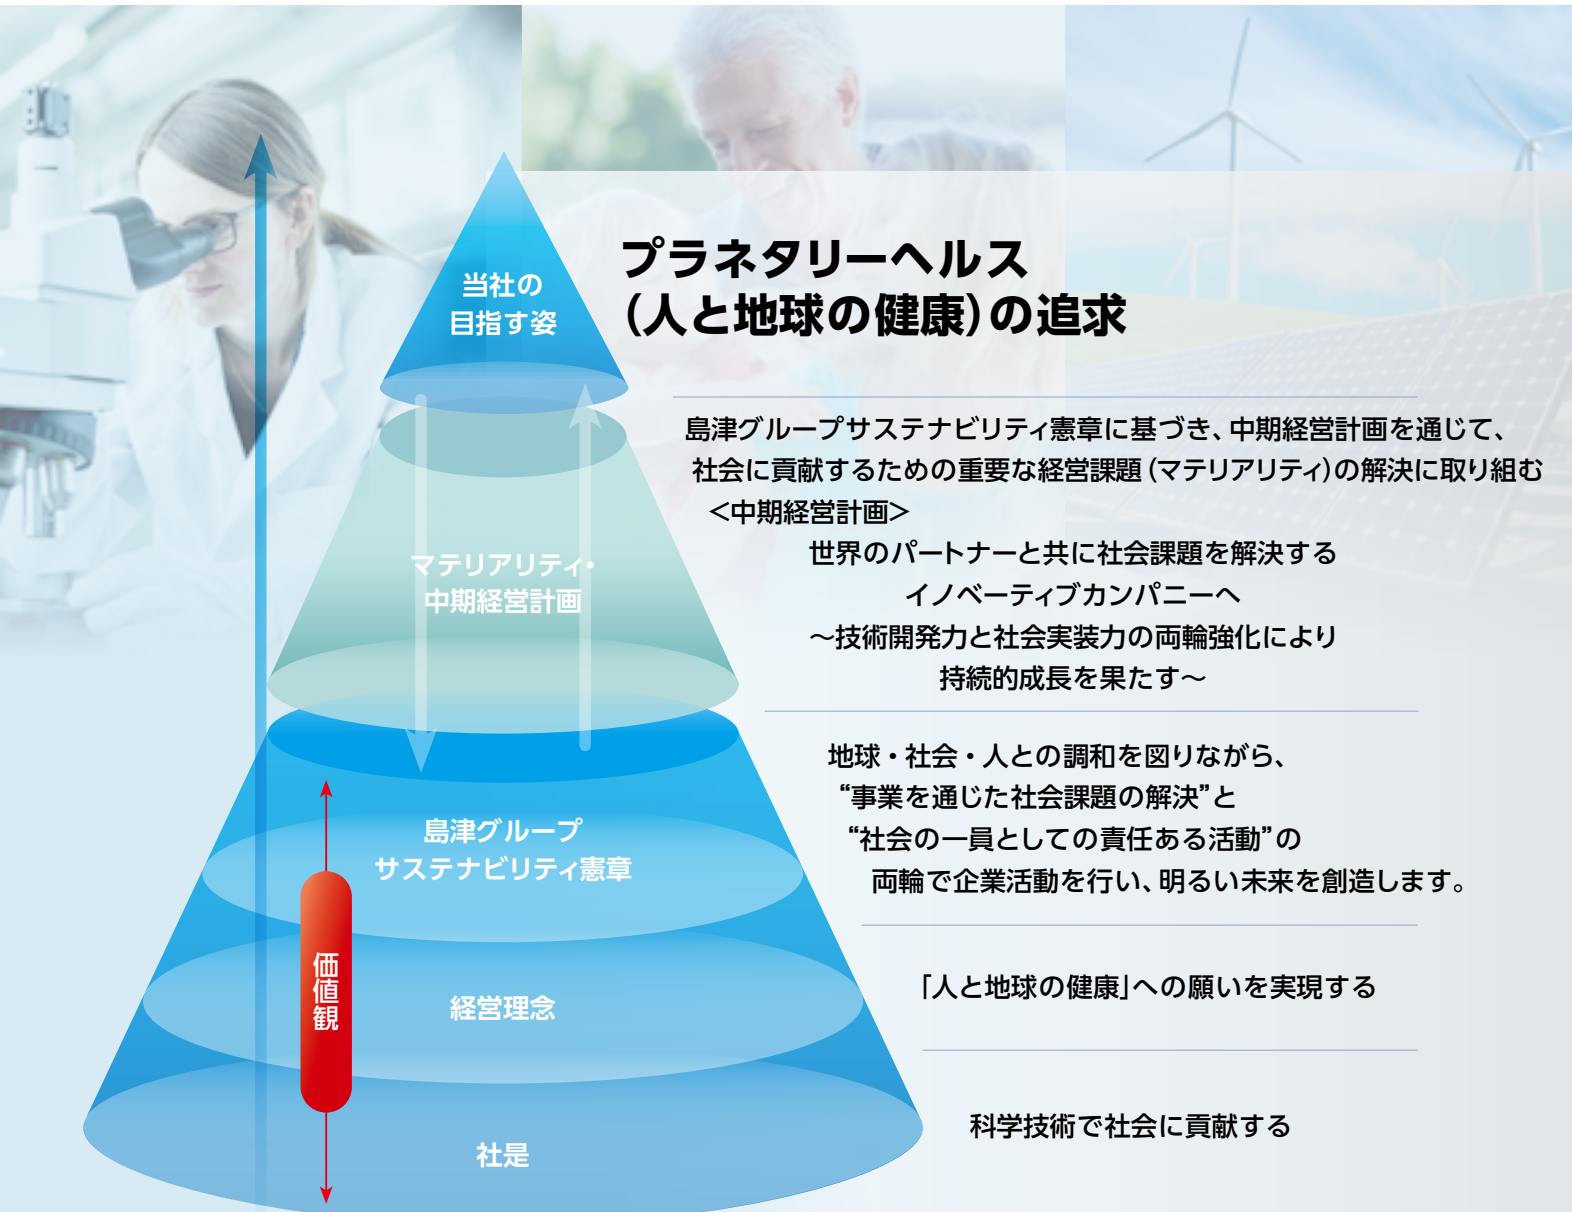 当社の
目指す姿
プラネタリーヘルス
（人と地球の健康）の追求
島津グループサステナビリティ憲章に基づき、中期経営計画を通じて、
社会に貢献するための重要な経営課題（マテリアリティ）の解決に取り組む
＜中期経営計画＞
世界のパートナーと共に社会課題を解決する
イノベーティブカンパニーへ
～技術開発力と社会実装力の両輪強化により
持続的成長を果たす～
マテリアリティ・
中期経営計画
地球・社会・人との調和を図りながら、
“事業を通じた社会課題の解決”と
“社会の一員としての責任ある活動”の
両輪で企業活動を行い、明るい未来を創造します。
島津グループ
サステナビリティ憲章
価値観
経営理念
「人と地球の健康」への願いを実現する
社是
科学技術で社会に貢献する